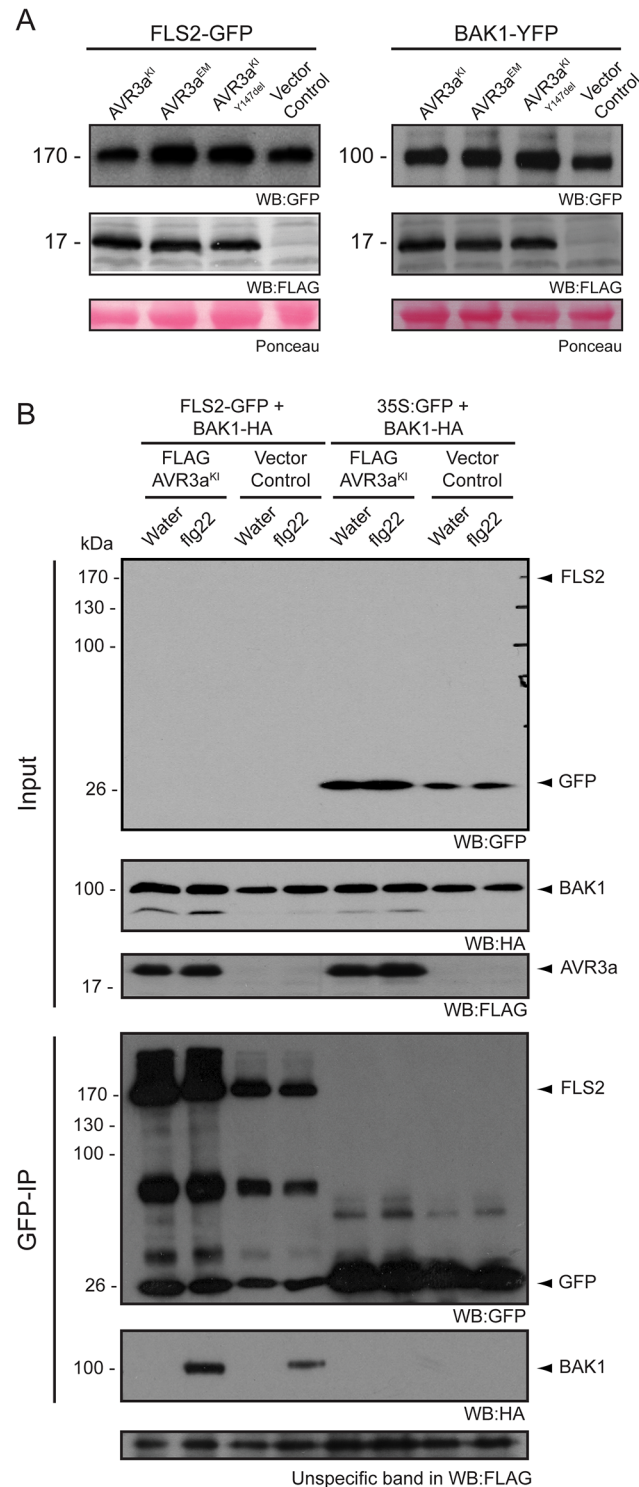 A
FLS2-GFP
BAK1-YFP
AVR3aKI
AVR3aEM
AVR3aKI Y147del
Vector Control
AVR3aKI
AVR3aEM
AVR3aKI Y147del
Vector Control
170 -
100 -
WB:GFP
WB:GFP
17 -
17 -
WB:FLAG
WB:FLAG
Ponceau
Ponceau
B
FLS2-GFP +
BAK1-HA
35S:GFP +
BAK1-HA
FLAG
AVR3aKI
Vector
Control
FLAG
AVR3aKI
Vector
Control
Water
flg22
Water
flg22
Water
flg22
Water
flg22
kDa
170 -
FLS2
130 -
100 -
Input
26 -
GFP
WB:GFP
100 -
BAK1
WB:HA
AVR3a
17 -
WB:FLAG
170 -
FLS2
130 -
100 -
GFP-IP
26 -
GFP
WB:GFP
100 -
BAK1
WB:HA
Unspecific band in WB:FLAG